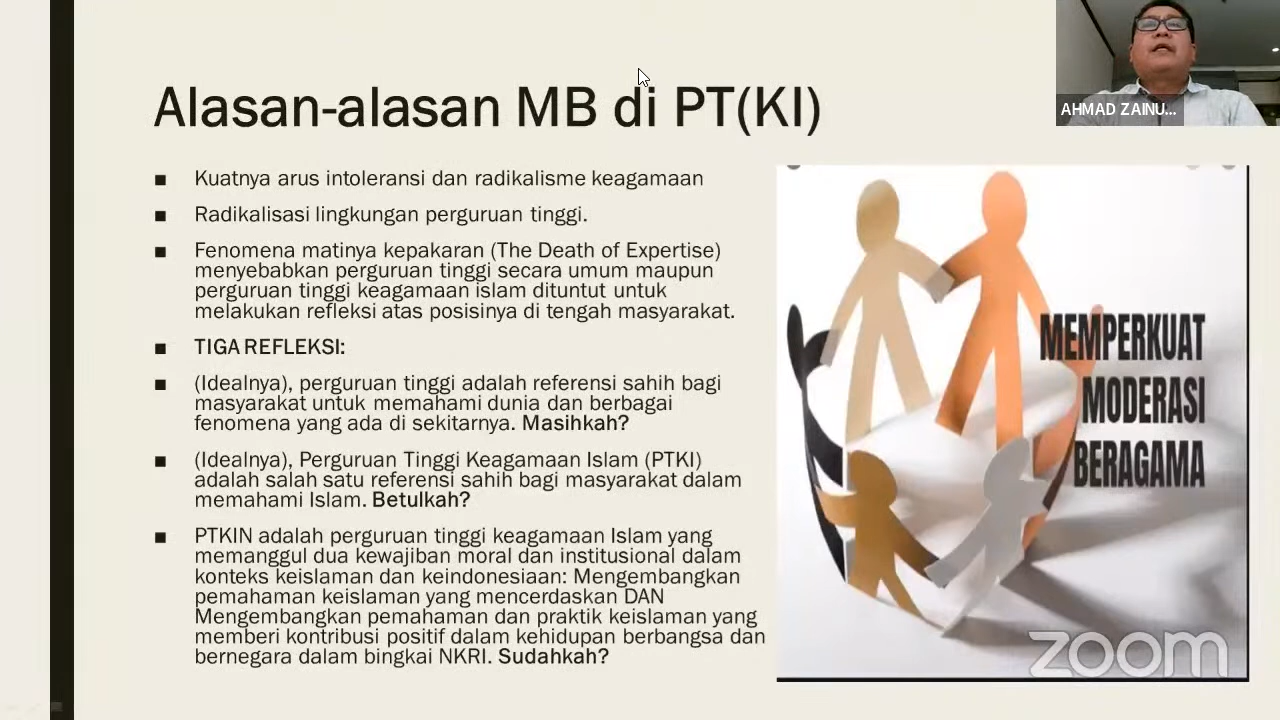 Alasan-alasan MB di PT(KI)
AHMAD ZAINU...
Kuatnya arus intoleransi dan radikalisme keagamaan
Radikalisasi lingkungan perguruan tinggi.
Fenomena matinya kepakaran (The Death of Expertise)
menyebabkan perguruan tinggi secara umum maupun
perguruan tinggi keagamaan islam dituntut untuk
melakukan refleksi atas posisinya di tengah masyarakat.
TIGA REFLEKSI:
(Idealnya), perguruan tinggi adalah referensi sahih bagi
masyarakat untuk memahami dunia dan berbagai
fenomena yang ada di sekitarnya. Masihkah?
(Idealnya), Perguruan Tinggi Keagamaan Islam (PTKI)
adalah salah satu referensi sahih bagi masyarakat dalam
memahami Islam. Betulkah?
PTKIN adalah perguruan tinggi keagamaan Islam yang
memanggul dua kewajiban moral dan institusional dalam
konteks keislaman dan keindonesiaan: Mengembangkan
pemahaman keislaman yang mencerdaskan DAN
Mengembangkan pemahaman dan praktik keislaman yang
memberi kontribusi positif dalam kehidupan berbangsa dan
bernegara dalam bingkai NKRI. Sudahkah?
MEMPERKUAT
MODERASI
BERAGAMA
zoom